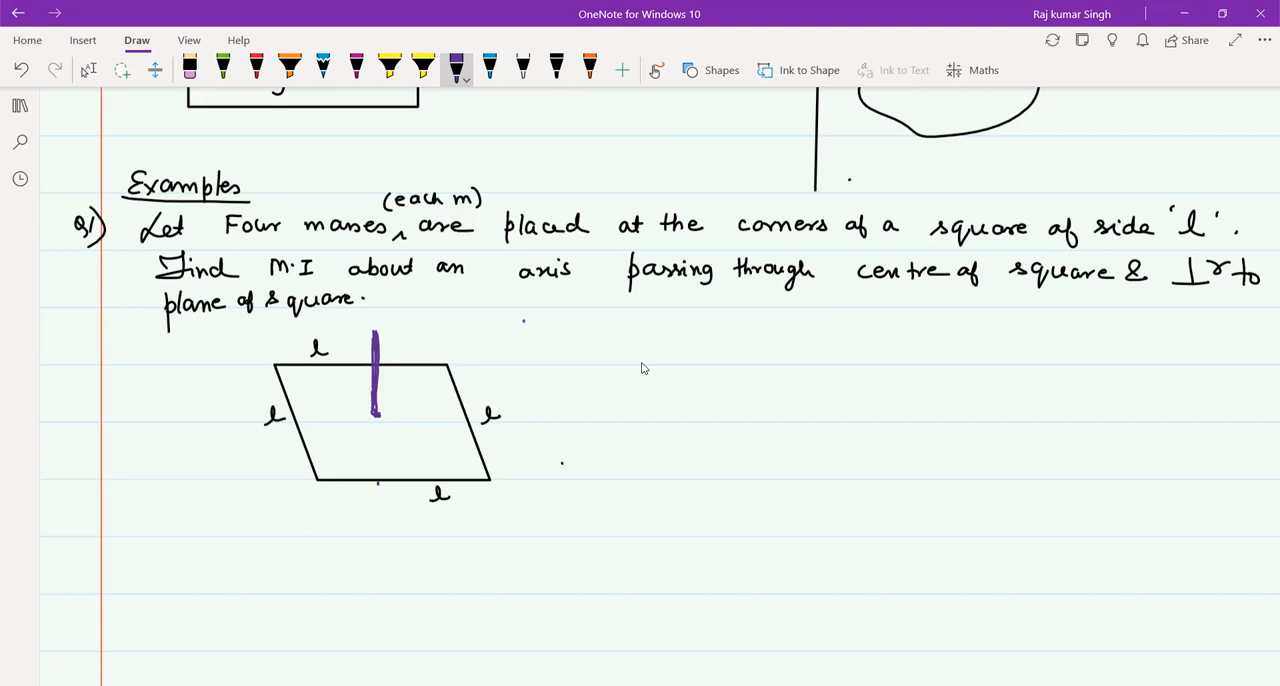 OneNote for Windows 10
Raj kumar Singh
Home Insert Draw View Help
Share
Shapes
Ink to Shape
Ink to Text
Maths
Examples
(each m)
Q1) Let Four masses are placed at the corners of a square of side 'l'.
Find M.I about an axis passing through centre of square & ⊥r to
plane of square.
l
l
l
l